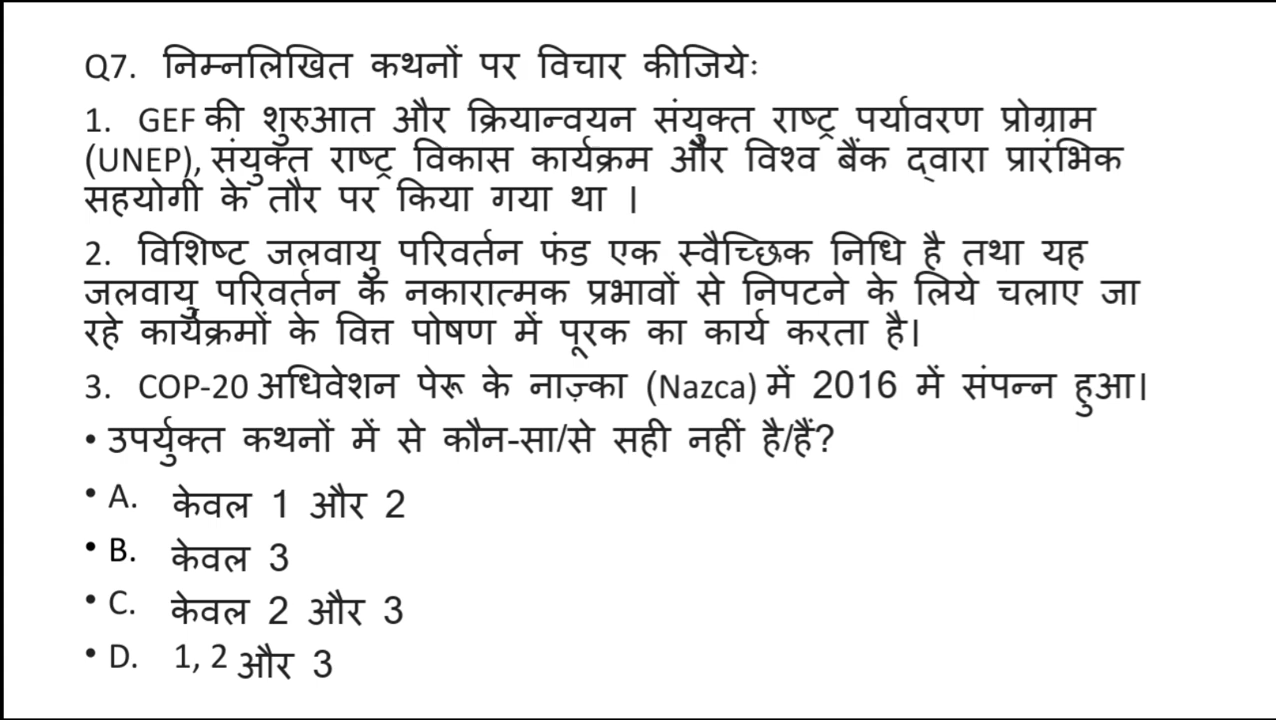 Q7. निम्नलिखित कथनों पर विचार कीजियेः
1. GEF की शुरुआत और क्रियान्वयन संयुक्त राष्ट्र पर्यावरण प्रोग्राम
(UNEP), संयुक्त राष्ट्र विकास कार्यक्रम और विश्व बैंक द्वारा प्रारंभिक
सहयोगी के तौर पर किया गया था ।
2. विशिष्ट जलवायु परिवर्तन फंड एक स्वैच्छिक निधि है तथा यह
जलवायु परिवर्तन के नकारात्मक प्रभावों से निपटने के लिये चलाए जा
रहे कार्यक्रमों के वित्त पोषण में पूरक का कार्य करता है।
3. COP-20 अधिवेशन पेरू के नाज़्का (Nazca) में 2016 में संपन्न हुआ।
• उपर्युक्त कथनों में से कौन-सा/से सही नहीं है/हैं?
• A. केवल 1 और 2
• B. केवल 3
• C. केवल 2 और 3
• D. 1, 2 और 3